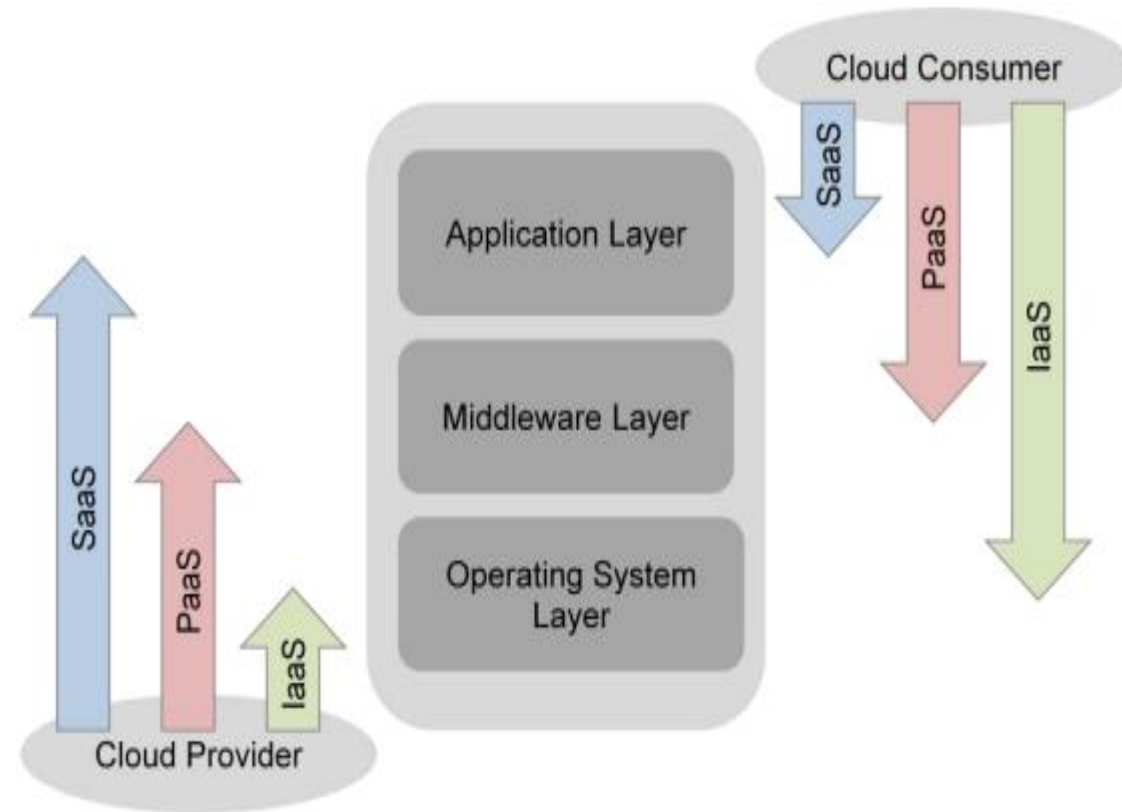 Cloud Consumer
SaaS
PaaS
IaaS
Application Layer
Middleware Layer
Operating System
Layer
SaaS
PaaS
IaaS
Cloud Provider